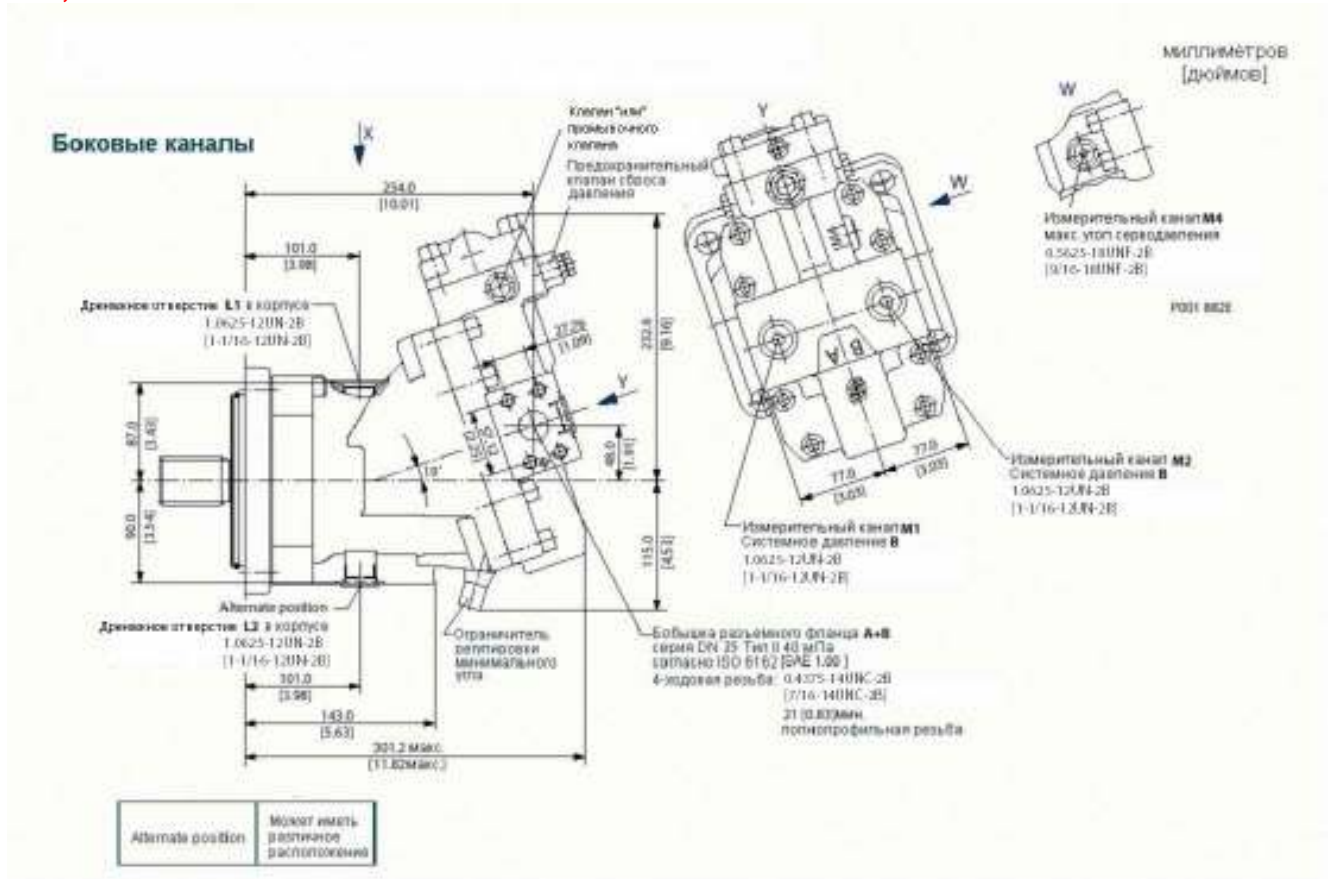 миллиметров
[дюймов]
Боковые каналы
X
Клапан "или"
промывочного
клапана
Предохранительный
клапан сброса
давления
254.0
[10.01]
101.0
[3.98]
Дренажное отверстие L1 в корпусе
1.0625-12UN-2B
[1-1/16-12UN-2B]
87.0
[3.43]
90.0
[3.54]
27.79
[1.09]
57.15
[2.25]
48.0
[1.91]
Y
232.6
[9.16]
115.0
[4.53]
Alternate position
Дренажное отверстие L2 в корпусе
1.0625-12UN-2B
[1-1/16-12UN-2B]
101.0
[3.98]
143.0
[5.63]
301.2 макс.
[11.82макс.]
Ограничитель
регулировки
минимального
угла
Y
W
B A
77.0
[3.03]
77.0
[3.03]
W
Измерительный канал M4
макс. угол серводавления
0.5625-18UNF-2B
[9/16-18UNF-2B]
P001 882E
Измерительный канал M2
Системное давление B
1.0625-12UN-2B
[1-1/16-12UN-2B]
Измерительный канал M1
Системное давление B
1.0625-12UN-2B
[1-1/16-12UN-2B]
Бобышка разъемного фланца A+B
серия DN 25 Тип II 40 мПа
согласно ISO 6162 [SAE 1.00 ]
4-ходовая резьба: 0.4375-14UNC-2B
[7/16-14UNC-2B]
21 [0.83]мин.
полнопрофильная резьба
Alternate position
Может иметь
различное
расположение